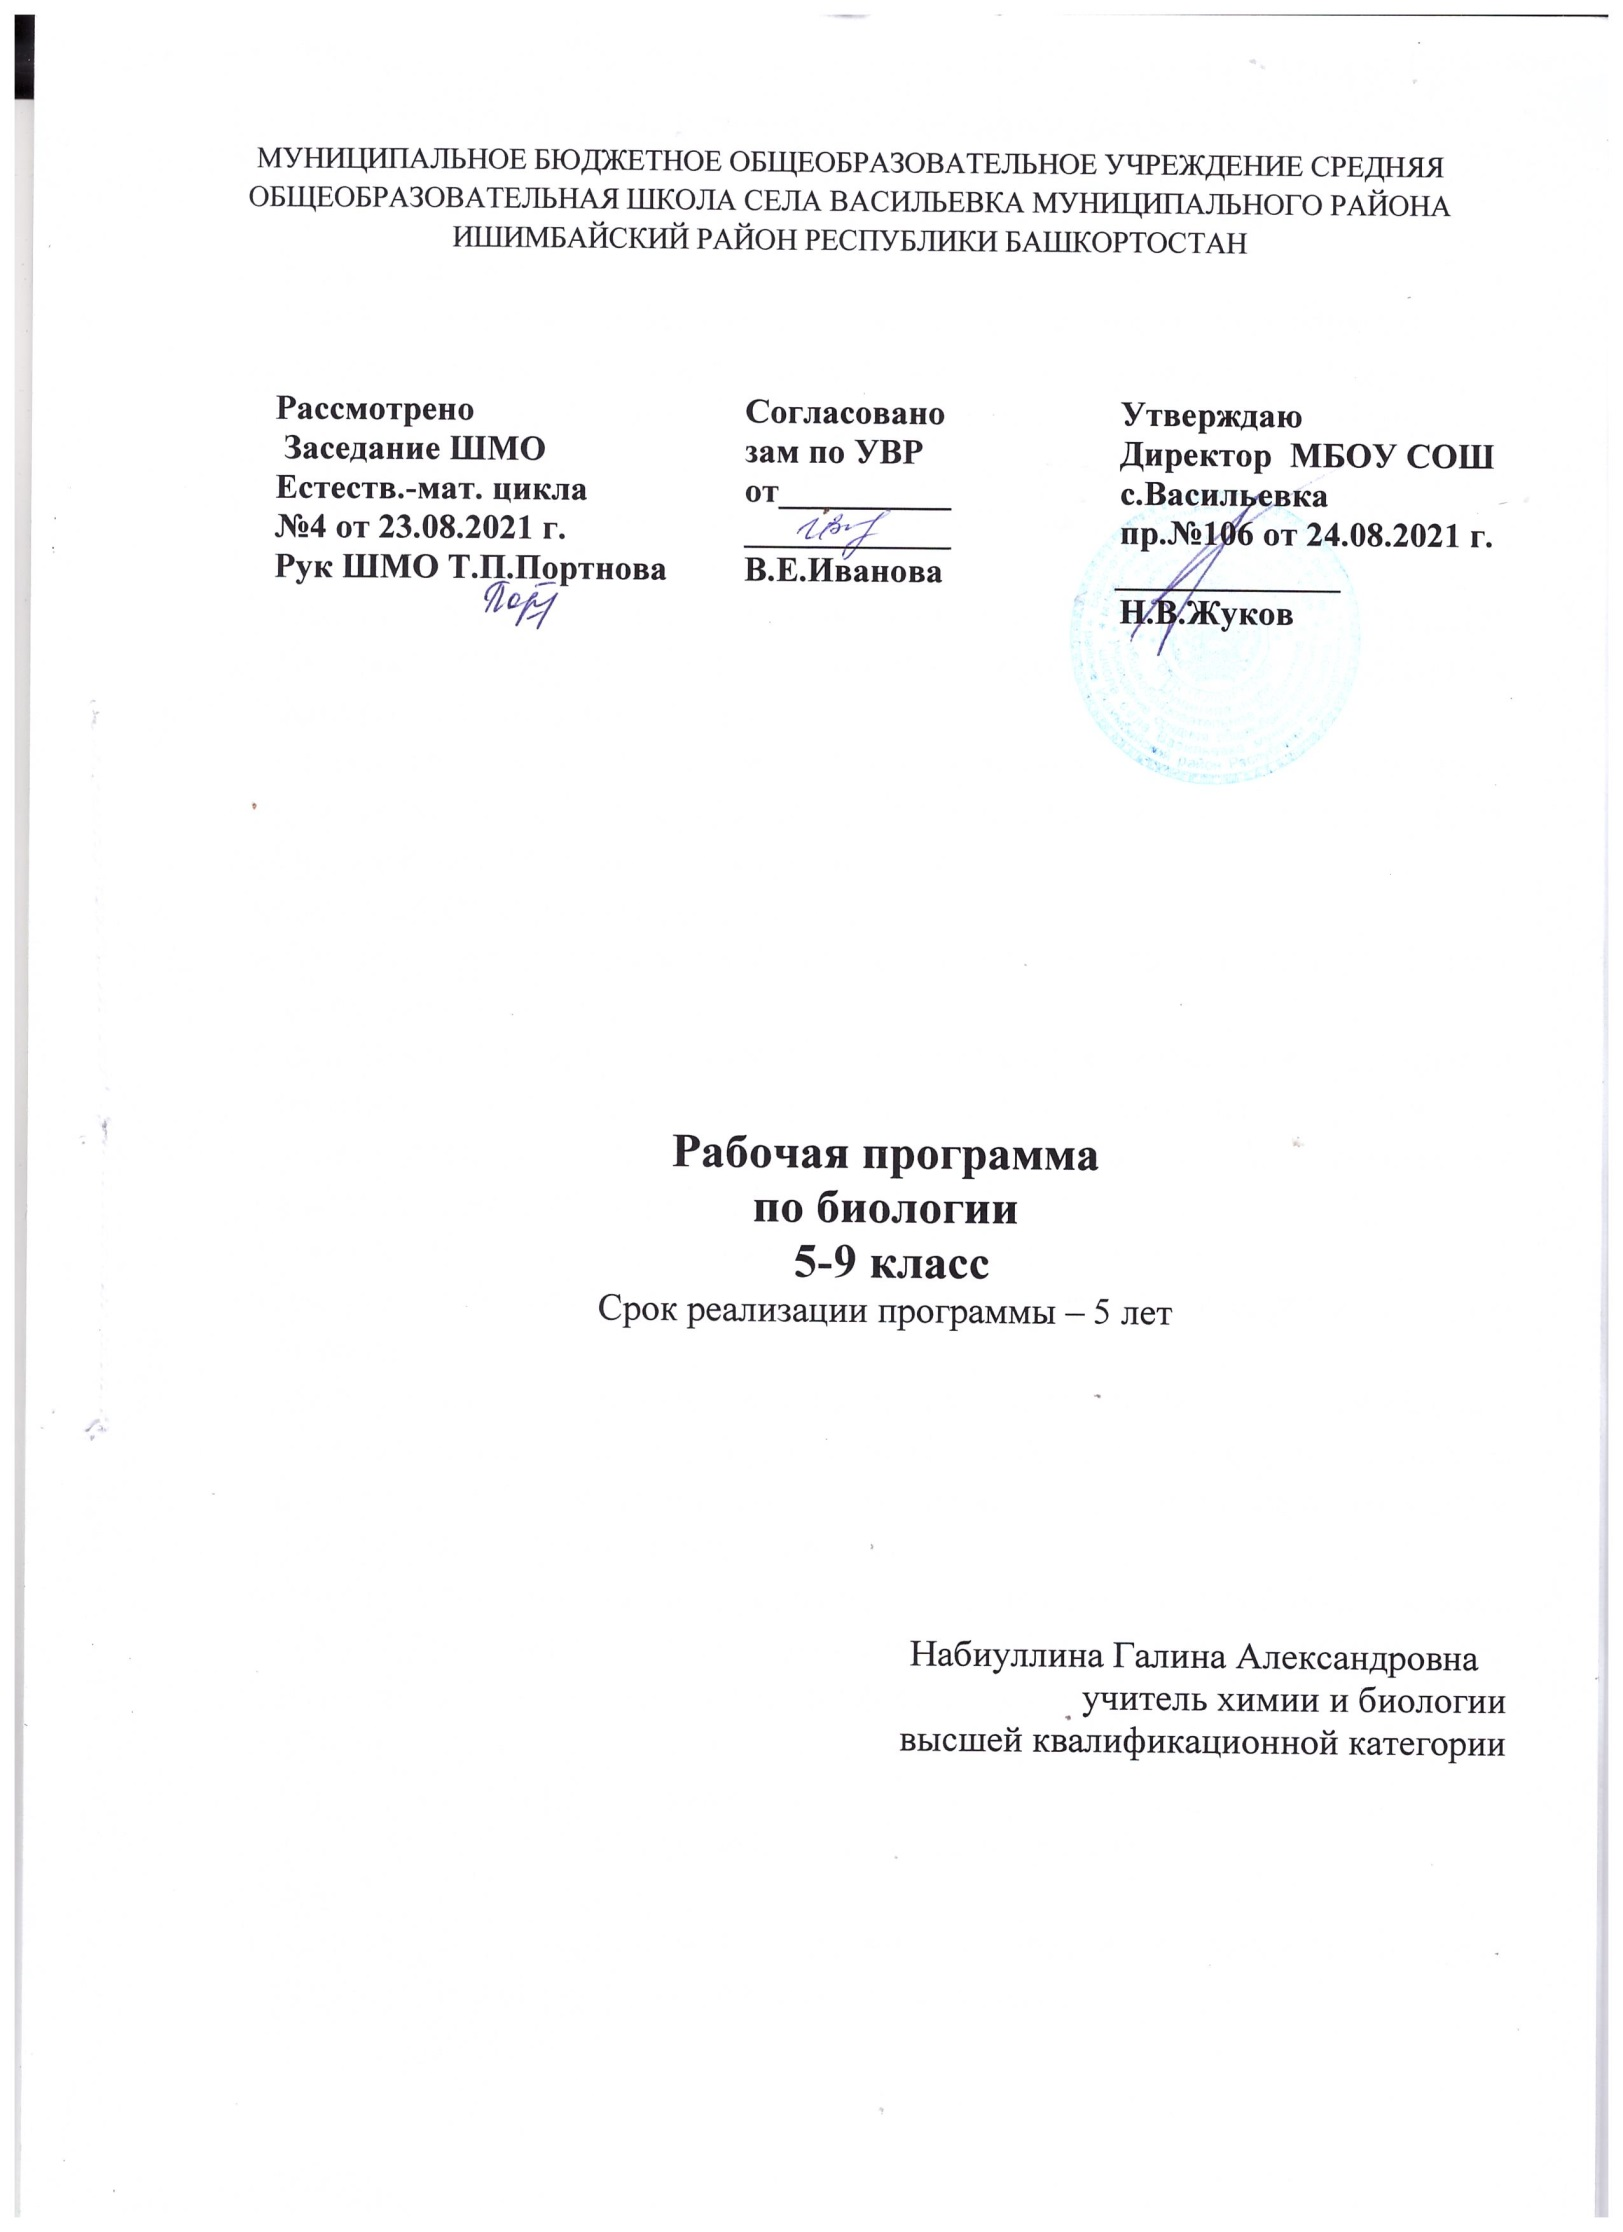 МУНИЦИПАЛЬНОЕ БЮДЖЕТНОЕ ОБЩЕОБРАЗОВАТЕЛЬНОЕ УЧРЕЖДЕНИЕ СРЕДНЯЯ
ОБЩЕОБРАЗОВАТЕЛЬНАЯ ШКОЛА СЕЛА ВАСИЛЬЕВКА МУНИЦИПАЛЬНОГО РАЙОНА
ИШИМБАЙСКИЙ РАЙОН РЕСПУБЛИКИ БАШКОРТОСТАН
Рассмотрено
Заседание ШМО
Естеств.-мат. цикла
№4 от 23.08.2021 г.
Рук ШМО Т.П.Портнова
Согласовано
зам по УВР
от__________
В.Е.Иванова
Утверждаю
Директор МБОУ СОШ
с.Васильевка
пр.№106 от 24.08.2021 г.
Н.В.Жуков
Рабочая программа
по биологии
5-9 класс
Срок реализации программы – 5 лет
Набиуллина Галина Александровна
учитель химии и биологии
высшей квалификационной категории